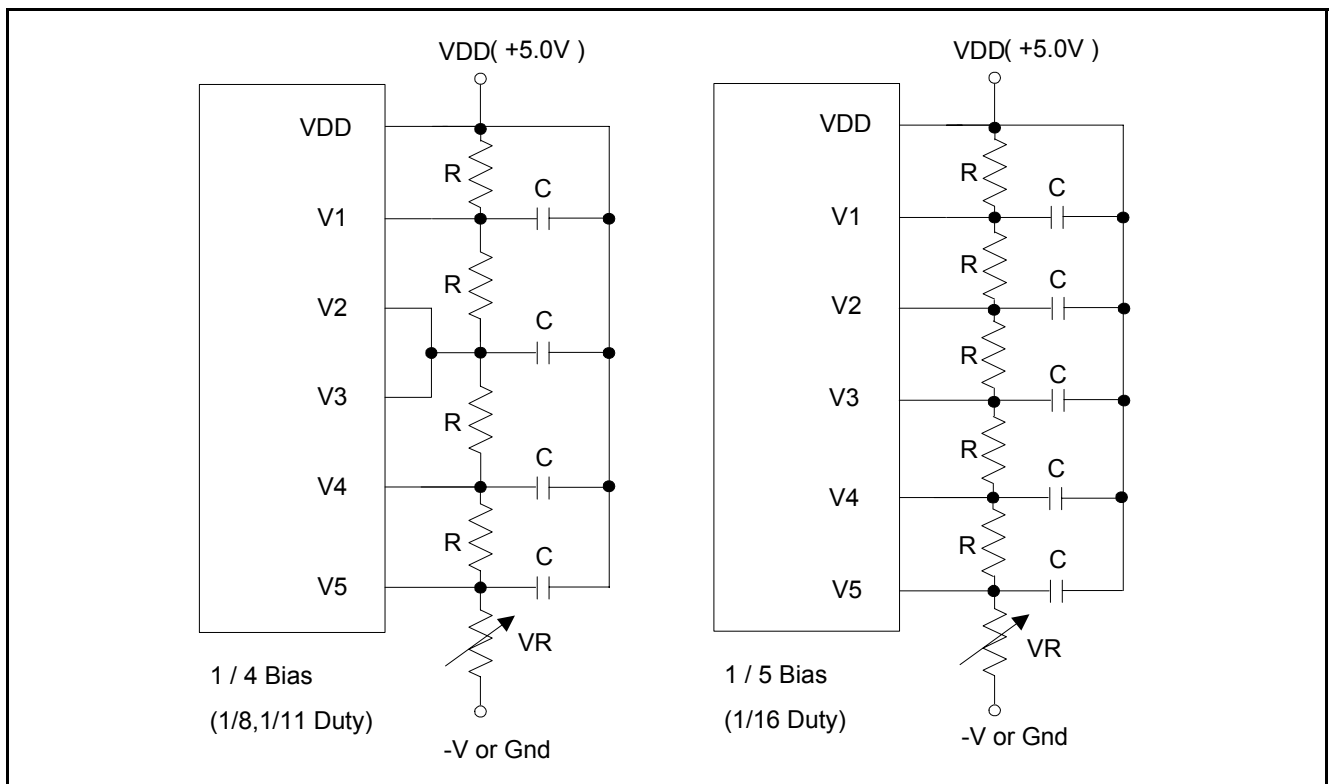 VDD( +5.0V )
VDD
R
C
V1
R
V2
C
V3
R
V4
C
R
V5
C
VR
1 / 4 Bias
(1/8,1/11 Duty)
-V or Gnd
VDD( +5.0V )
VDD
R
C
V1
R
C
V2
R
C
V3
R
C
V4
R
C
V5
VR
1 / 5 Bias
(1/16 Duty)
-V or Gnd